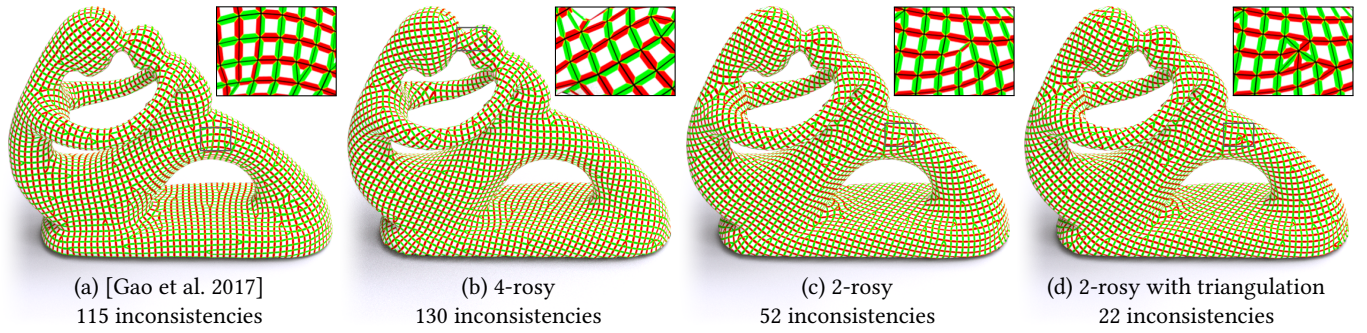 (a) [Gao et al. 2017]
115 inconsistencies
(b) 4-rosy
130 inconsistencies
(c) 2-rosy
52 inconsistencies
(d) 2-rosy with triangulation
22 inconsistencies